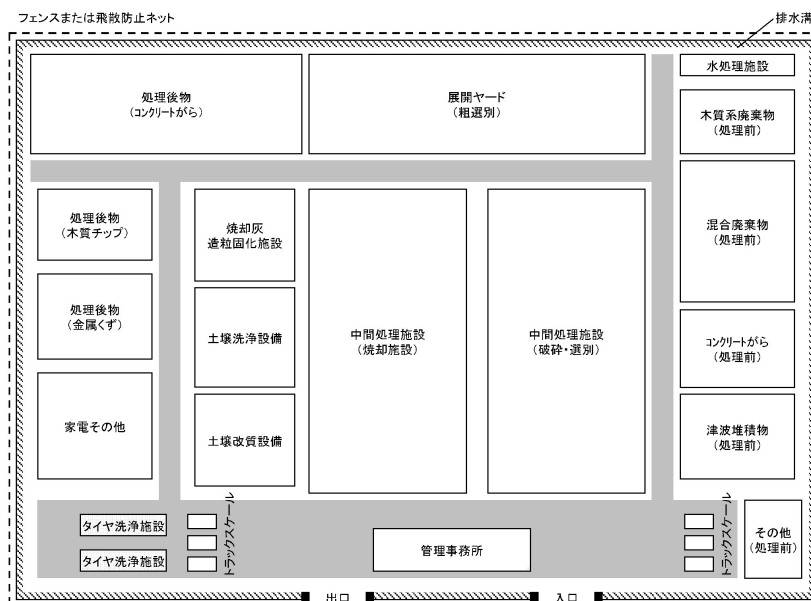 フェンスまたは飛散防止ネット
排水溝
処理後物
（コンクリートがら）
展開ヤード
（粗選別）
水処理施設
木質系廃棄物
（処理前）
処理後物
（木質チップ）
焼却灰
造粒固化施設
混合廃棄物
（処理前）
処理後物
（金属くず）
土壌洗浄設備
中間処理施設
（焼却施設）
中間処理施設
（破砕・選別）
コンクリートがら
（処理前）
家電その他
土壌改質設備
津波堆積物
（処理前）
タイヤ洗浄施設
タイヤ洗浄施設
トラックスケール
管理事務所
トラックスケール
その他
（処理前）
出口
入口